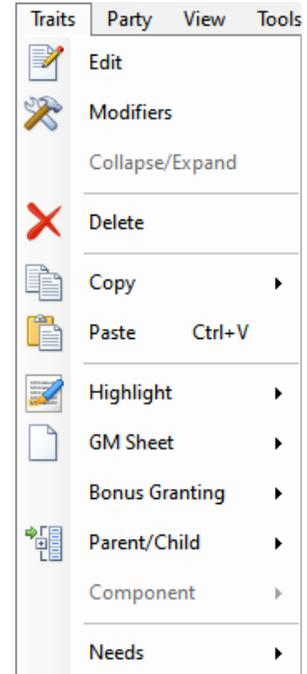 Traits Party View Tools
Edit
Modifiers
Collapse/Expand
Delete
Copy
Paste Ctrl+V
Highlight
GM Sheet
Bonus Granting
Parent/Child
Component
Needs